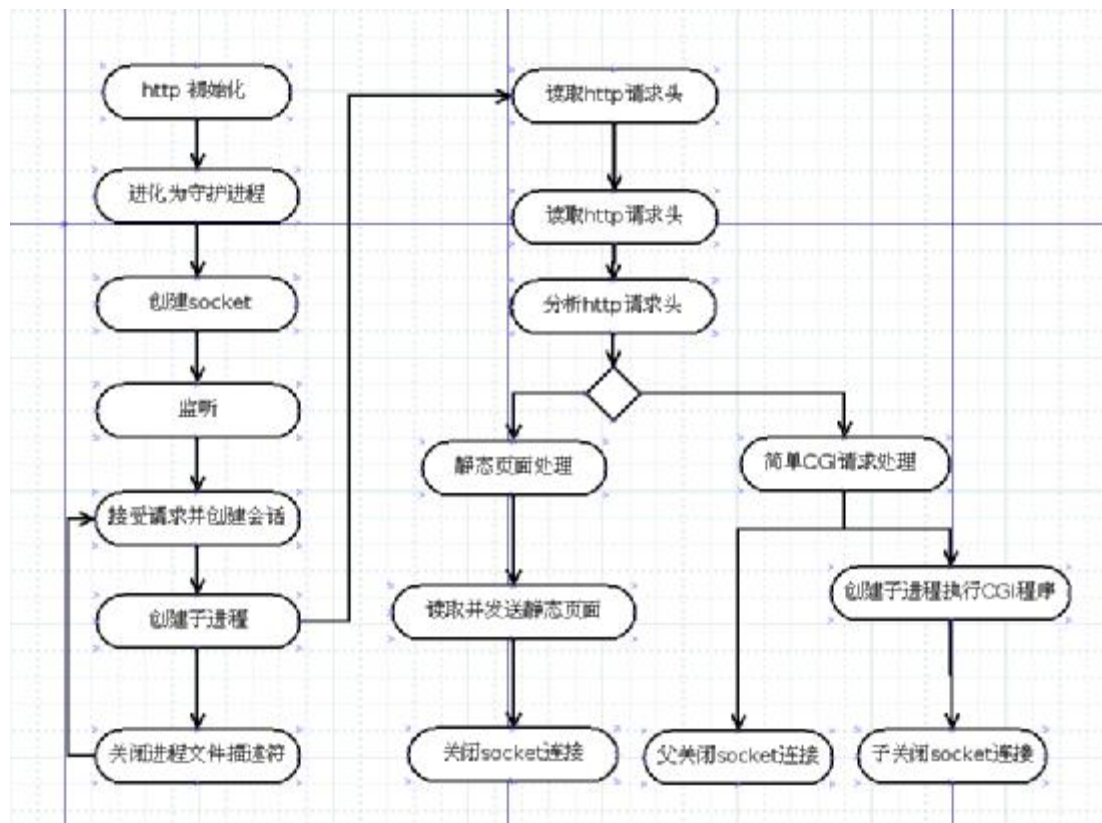 http 初始化
进化为守护进程
创建socket
监听
接受请求并创建会话
创建子进程
关闭进程文件描述符
读取http请求头
读取http请求头
分析http请求头
静态页面处理
简单CGI请求处理
读取并发送静态页面
创建子进程执行CGI程序
关闭socket连接
父关闭socket连接
子关闭socket连接